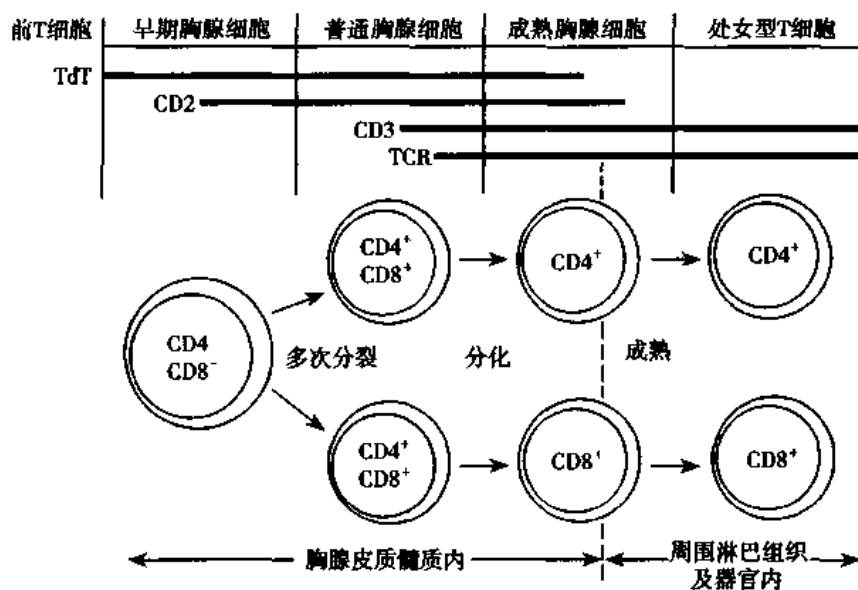 前T细胞 早期胸腺细胞 普通胸腺细胞 成熟胸腺细胞 处女型T细胞
TdT
CD2
CD3
TCR
CD4⁺
CD8⁺
CD4⁺
CD4⁺
CD4
CD8⁻
多次分裂 分化 成熟
CD4⁺
CD8⁺
CD8⁺
CD8⁺
胸腺皮质髓质内
周围淋巴组织
及器官内